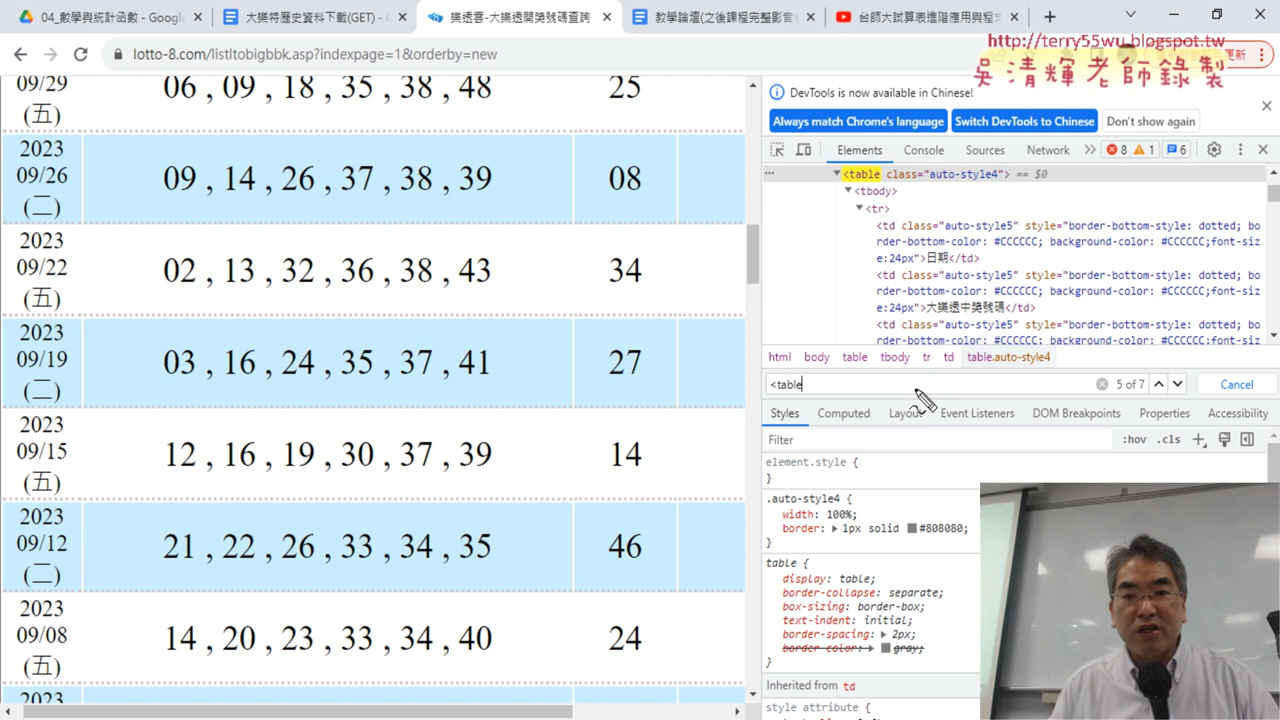 04_數學與統計函數 - Google
大樂特歷史資料下載(GET) - G
樂透雲-大樂透開獎號碼查詢
教學論壇(之後課程完整影音
台師大試算表進階應用與程式
lotto-8.com/listltobigbbk.asp?indexpage=1&orderby=new
http://terry55wu.blogspot.tw
吳清輝老師錄製
09/29
(五)
06 , 09 , 18 , 35 , 38 , 48
25
2023
09/26
(二)
09 , 14 , 26 , 37 , 38 , 39
08
2023
09/22
(五)
02 , 13 , 32 , 36 , 38 , 43
34
2023
09/19
(二)
03 , 16 , 24 , 35 , 37 , 41
27
2023
09/15
(五)
12 , 16 , 19 , 30 , 37 , 39
14
2023
09/12
(二)
21 , 22 , 26 , 33 , 34 , 35
46
2023
09/08
(五)
14 , 20 , 23 , 33 , 34 , 40
24
2023
DevTools is now available in Chinese!
Always match Chrome's language
Switch DevTools to Chinese
Don't show again
Elements
Console
Sources
Network
8
1
6
<table class="auto-style4"> == $0
<tbody>
<tr>
<td class="auto-style5" style="border-bottom-style: dotted; bo
rder-bottom-color: #CCCCCC; background-color: #CCCCCC;font-siz
e:24px">日期</td>
<td class="auto-style5" style="border-bottom-style: dotted; bo
rder-bottom-color: #CCCCCC; background-color: #CCCCCC;font-siz
e:24px">大樂透中獎號碼</td>
<td class="auto-style5" style="border-bottom-style: dotted; bo
rder-bottom-color: #CCCCCC; background-color: #CCCCCC;font-siz
html body table tbody tr td table.auto-style4
<table
5 of 7
Cancel
Styles
Computed
Layout
Event Listeners
DOM Breakpoints
Properties
Accessibility
Filter
:hov .cls
element.style {
}
.auto-style4 {
width: 100%;
border: 1px solid #808080;
}
table {
display: table;
border-collapse: separate;
box-sizing: border-box;
text-indent: initial;
border-spacing: 2px;
border-color: gray;
}
Inherited from td
style attribute {